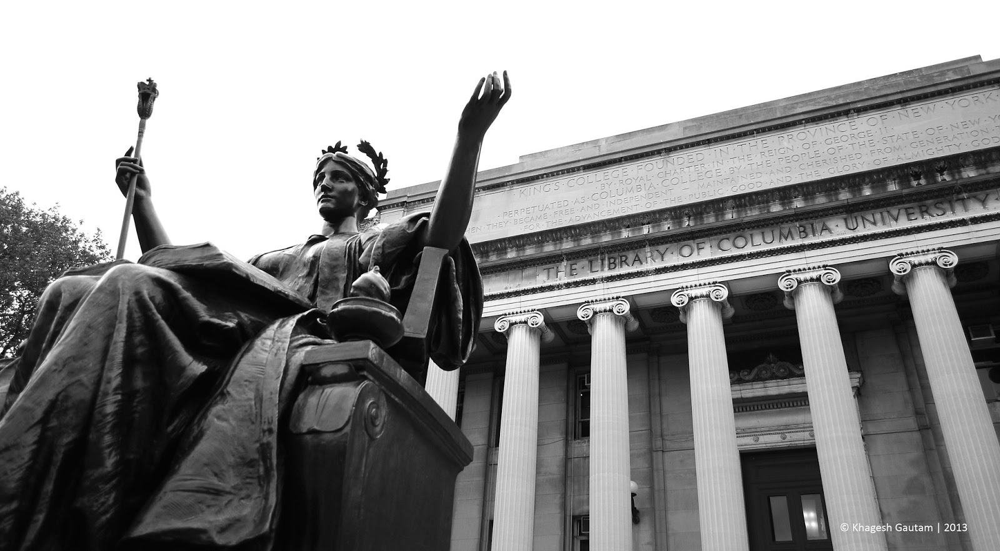 KING'S·COLLEGE·FOUNDED·IN·THE·PROVINCE·OF·NEW·YORK
BY·ROYAL·CHARTER·IN·THE·REIGN·OF·GEORGE·II·
PERPETUATED·AS·COLUMBIA·COLLEGE·BY·THE·PEOPLE·OF·THE·STATE·OF·NEW·YO
HEN·THEY·BECAME·FREE·AND·INDEPENDENT — MAINTAINED·AND·CHERISHED·FROM·GENERATION
·FOR·THE·ADVANCEMENT·OF·THE·PUBLIC·GOOD·AND·THE·GLORY·OF·ALMIGHTY·GOD
THE·LIBRARY·OF·COLUMBIA·UNIVERSITY
© Khagesh Gautam | 2013